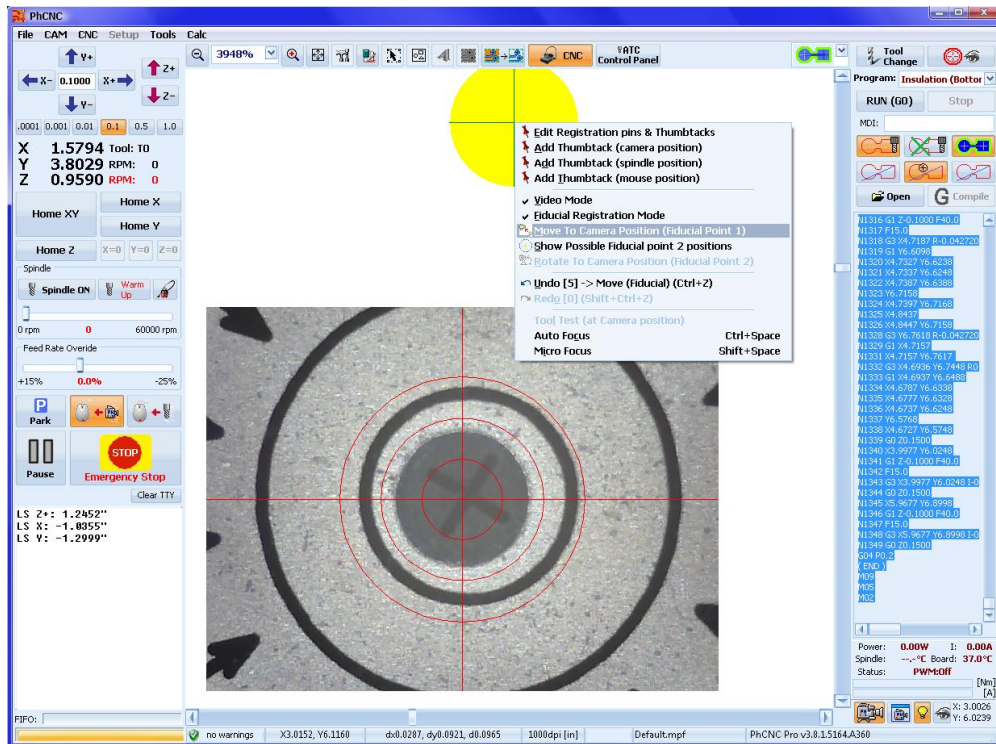 PhCNC
File CAM CNC Setup Tools Calc
Y+
X- 0.1000 X+
Z+
Y-
Z-
3948%
CNC
ATC
Control Panel
Tool
Change
.0001 0.001 0.01 0.1 0.5 1.0
X 1.5794 Tool: T0
Y 3.8029 RPM: 0
Z 0.9590 RPM: 0
Home XY
Home X
Home Y
Home Z X=0 Y=0 Z=0
Spindle
Spindle ON
Warm
Up
0 rpm 0 60000 rpm
Feed Rate Overide
+15% 0.0% -25%
P
Park
Pause
STOP
Emergency Stop
Clear TTY
LS Z+: 1.2452"
LS X: -1.0355"
LS Y: -1.2999"
FIFO:
Edit Registration pins & Thumbtacks
Add Thumbtack (camera position)
Add Thumbtack (spindle position)
Add Thumbtack (mouse position)
Video Mode
Fiducial Registration Mode
Move To Camera Position (Fiducial Point 1)
Show Possible Fiducial point 2 positions
Rotate To Camera Position (Fiducial Point 2)
Undo [5] -> Move (Fiducial) (Ctrl+Z)
Redo [0] (Shift+Ctrl+Z)
Tool Test (at Camera position)
Auto Focus Ctrl+Space
Micro Focus Shift+Space
Program: Insulation (Bottor
RUN (GO) Stop
MDI:
Open G Compile
N1316 G1 Z-0.1000 F40.0
N1317 F15.0
N1318 G3 X4.7187 R-0.042720
N1319 G1 Y6.6098
N1320 X4.7327 Y6.6238
N1321 X4.7337 Y6.6248
N1322 X4.7387 Y6.6388
N1323 Y6.7158
N1324 X4.7397 Y6.7168
N1325 X4.8437
N1326 X4.8447 Y6.7158
N1328 G3 Y6.7618 R-0.042720
N1329 G1 X4.7157
N1331 X4.7157 Y6.7617
N1332 G3 X4.6936 Y6.7448 R0
N1333 G1 X4.6937 Y6.6488
N1334 X4.6787 Y6.6338
N1335 X4.6777 Y6.6328
N1336 X4.6737 Y6.6248
N1337 Y6.5768
N1338 X4.6727 Y6.5748
N1339 G0 Z0.1500
N1340 X3.9977 Y6.0248
N1341 G1 Z-0.1000 F40.0
N1342 F15.0
N1343 G3 X3.9977 Y6.0248 I-0
N1344 G0 Z0.1500
N1345 X5.9677 Y6.8998
N1346 G1 Z-0.1000 F40.0
N1347 F15.0
N1348 G3 X5.9677 Y6.8998 I-0
N1349 G0 Z0.1500
G04 P0.2
( END )
M09
M05
M02
Power: 0.00W I: 0.00A
Spindle: --.-°C Board: 37.0°C
Status: PWM:Off
[Nm]
[A]
X: 3.0026
Y: 6.0239
no warnings X3.0152, Y6.1160 dx0.0287, dy0.0921, d0.0965 1000dpi [in] Default.mpf PhCNC Pro v3.8.1.5164.A360